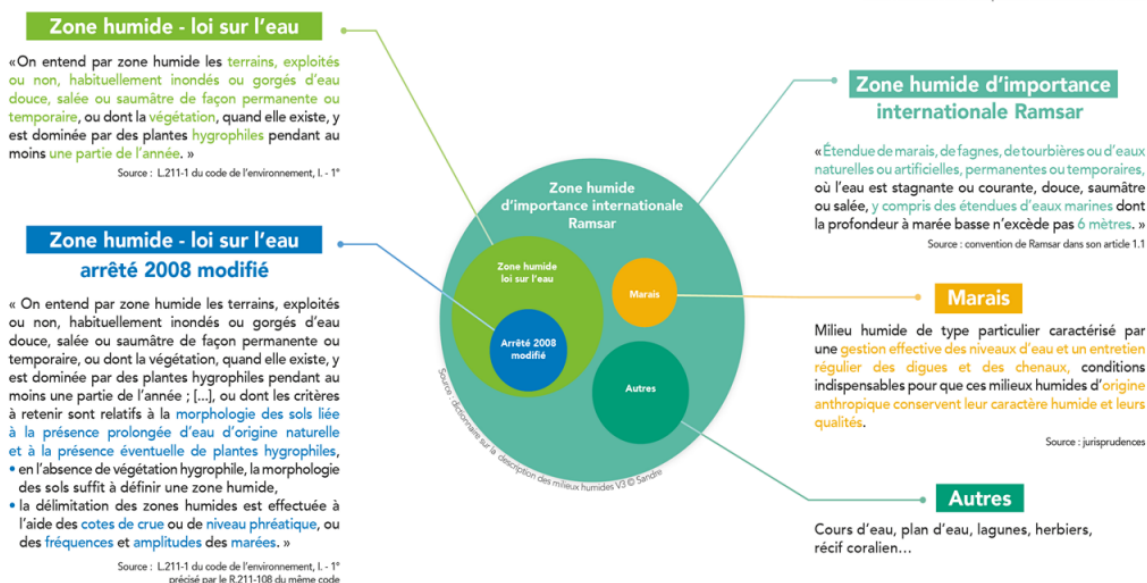 Zone humide - loi sur l'eau
«On entend par zone humide les terrains, exploités
ou non, habituellement inondés ou gorgés d'eau
douce, salée ou saumâtre de façon permanente ou
temporaire, ou dont la végétation, quand elle existe, y
est dominée par des plantes hygrophiles pendant au
moins une partie de l'année. »
Source : L.211-1 du code de l'environnement, I. - 1°
Zone humide - loi sur l'eau
arrêté 2008 modifié
« On entend par zone humide les terrains, exploités
ou non, habituellement inondés ou gorgés d'eau
douce, salée ou saumâtre de façon permanente ou
temporaire, ou dont la végétation, quand elle existe, y
est dominée par des plantes hygrophiles pendant au
moins une partie de l'année ; [...], ou dont les critères
à retenir sont relatifs à la morphologie des sols liée
à la présence prolongée d'eau d'origine naturelle
et à la présence éventuelle de plantes hygrophiles,
• en l'absence de végétation hygrophile, la morphologie
des sols suffit à définir une zone humide,
• la délimitation des zones humides est effectuée à
l'aide des cotes de crue ou de niveau phréatique, ou
des fréquences et amplitudes des marées. »
Source : L.211-1 du code de l'environnement, I. - 1°
précisé par le R.211-108 du même code
Zone humide
d'importance internationale
Ramsar
Zone humide
loi sur l'eau
Marais
Arrêté 2008
modifié
Autres
Source : dictionnaire sur la description des milieux humides V3 © Sandre
Zone humide d'importance
internationale Ramsar
« Étendue de marais, de fagnes, de tourbières ou d'eaux
naturelles ou artificielles, permanentes ou temporaires,
où l'eau est stagnante ou courante, douce, saumâtre
ou salée, y compris des étendues d'eaux marines dont
la profondeur à marée basse n'excède pas 6 mètres. »
Source : convention de Ramsar dans son article 1.1
Marais
Milieu humide de type particulier caractérisé par
une gestion effective des niveaux d'eau et un entretien
régulier des digues et des chenaux, conditions
indispensables pour que ces milieux humides d'origine
anthropique conservent leur caractère humide et leurs
qualités.
Source : jurisprudences
Autres
Cours d'eau, plan d'eau, lagunes, herbiers,
récif coralien...